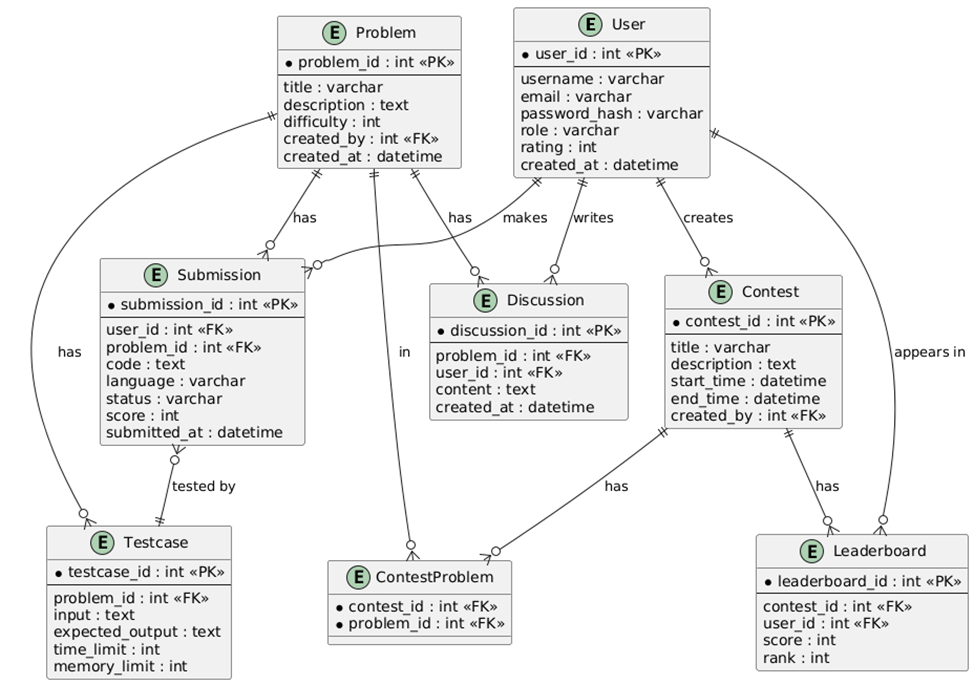 E Problem
* problem_id : int «PK»
title : varchar
description : text
difficulty : int
created_by : int «FK»
created_at : datetime
E User
* user_id : int «PK»
username : varchar
email : varchar
password_hash : varchar
role : varchar
rating : int
created_at : datetime
has
has
makes
writes
creates
E Submission
* submission_id : int «PK»
user_id : int «FK»
problem_id : int «FK»
code : text
language : varchar
status : varchar
score : int
submitted_at : datetime
E Discussion
* discussion_id : int «PK»
problem_id : int «FK»
user_id : int «FK»
content : text
created_at : datetime
E Contest
* contest_id : int «PK»
title : varchar
description : text
start_time : datetime
end_time : datetime
created_by : int «FK»
has
in
appears in
tested by
has
has
E Testcase
* testcase_id : int «PK»
problem_id : int «FK»
input : text
expected_output : text
time_limit : int
memory_limit : int
E ContestProblem
* contest_id : int «FK»
* problem_id : int «FK»
E Leaderboard
* leaderboard_id : int «PK»
contest_id : int «FK»
user_id : int «FK»
score : int
rank : int